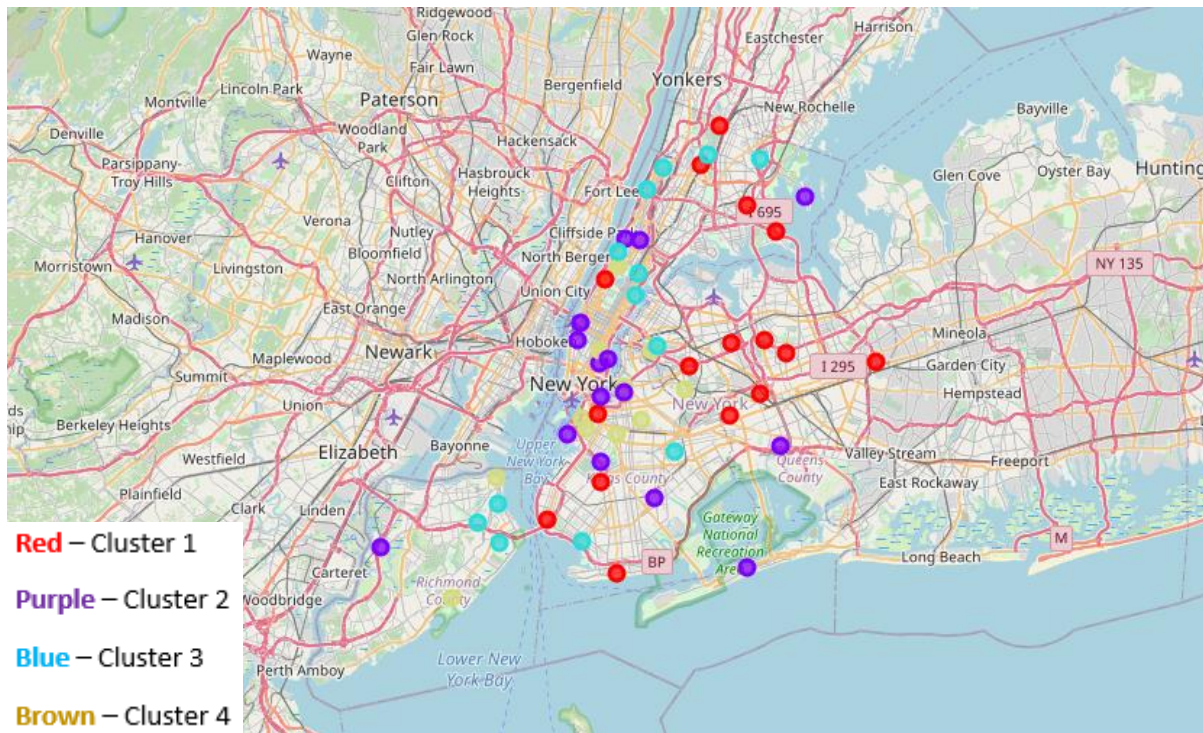 Ridgewood
Glen Rock
Eastchester
Harrison
Wayne
Fair Lawn
Yonkers
Lincoln Park
Bergenfield
Montville
Paterson
New Rochelle
Bayville
Denville
Woodland
Park
Hackensack
Parsippany-
Troy Hills
Clifton
Hasbrouck
Heights
Fort Lee
Glen Cove
Oyster Bay
Hunting
Verona
Nutley
695
Hanover
Bloomfield
Cliffside
Morristown
Livingston
North Arlington
North Berger
NY 135
East Orange
Union City
Madison
Mineola
Maplewood
Newark
Hoboke
I 295
Garden City
Summit
New York
New York
Hempstead
Union
Berkeley Heights
Bayonne
Upper
New York
Bay
Elizabeth
Valley Stream
Westfield
Queens
County
Freeport
Kings County
East Rockaway
Plainfield
Linden
Clark
Gateway
National
Recreation
Area
M
Long Beach
BP
Carteret
Richmond
County
Woodbridge
Perth Amboy
Lower New
York Bay
Red – Cluster 1
Purple – Cluster 2
Blue – Cluster 3
Brown – Cluster 4